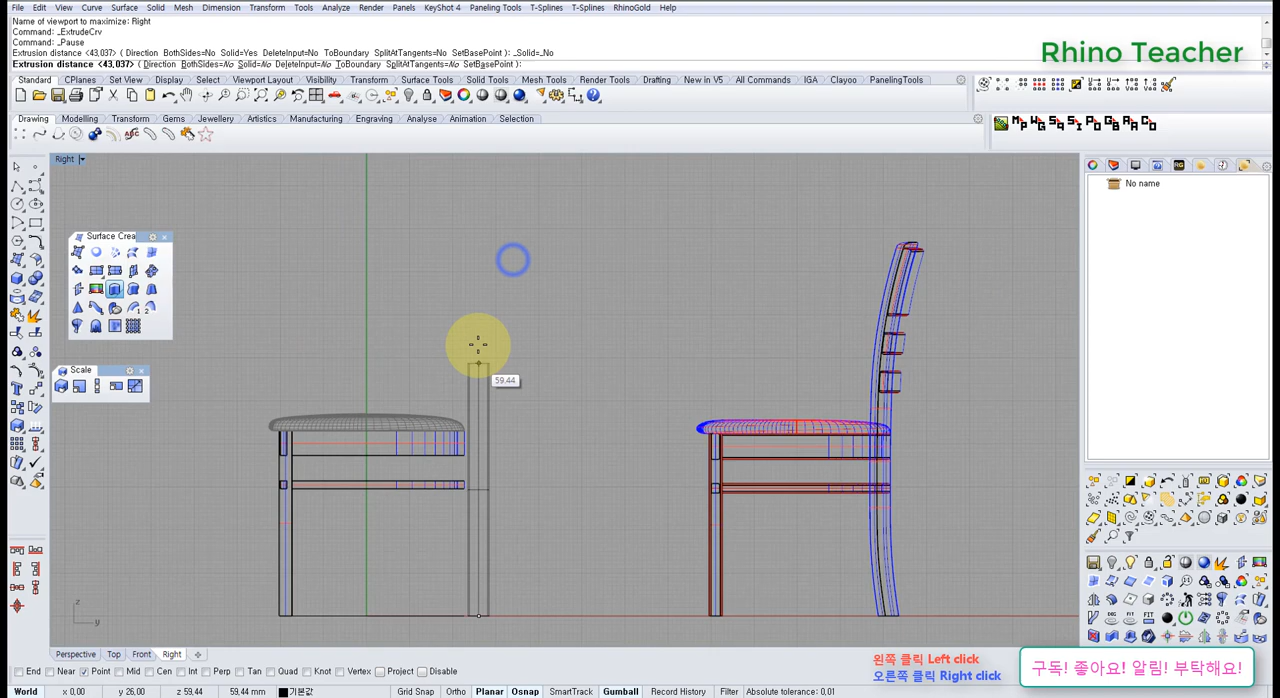 File Edit View Curve Surface Solid Mesh Dimension Transform Tools Analyze Render Panels KeyShot 4 Paneling Tools T-Splines T-Splines RhinoGold Help
Name of viewport to maximize: Right
Command: _ExtrudeCrv
Command: _Pause
Extrusion distance <43,037> ( Direction BothSides=No Solid=Yes DeleteInput=No ToBoundary SplitAtTangents=No SetBasePoint ): _Solid=_No
Extrusion distance <43,037> ( Direction BothSides=No Solid=No DeleteInput=No ToBoundary SplitAtTangents=No SetBasePoint ):
Rhino Teacher
Standard CPlanes Set View Display Select Viewport Layout Visibility Transform Surface Tools Solid Tools Mesh Tools Render Tools Drafting New in V5 All Commands IGA Clayoo PanelingTools
Drawing Modelling Transform Gems Jewellery Artistics Manufacturing Engraving Analyse Animation Selection
Right
No name
Surface Crea
Scale
59.44
z
y
Perspective Top Front Right
왼쪽 클릭 Left click
오른쪽 클릭 Right click
구독! 좋아요! 알림! 부탁해요!
End Near Point Mid Cen Int Perp Tan Quad Knot Vertex Project Disable
World x 0,00 y 26,00 z 59,44 59,44 mm 기본값 Grid Snap Ortho Planar Osnap SmartTrack Gumball Record History Filter Absolute tolerance: 0,01